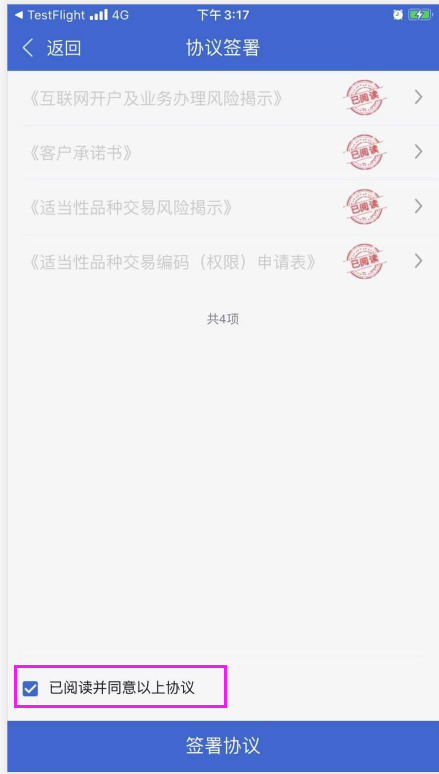 ◀ TestFlight 4G 下午3:17
返回 协议签署
《互联网开户及业务办理风险揭示》 已阅读
《客户承诺书》 已阅读
《适当性品种交易风险揭示》 已阅读
《适当性品种交易编码（权限）申请表》 已阅读
共4项
已阅读并同意以上协议
签署协议